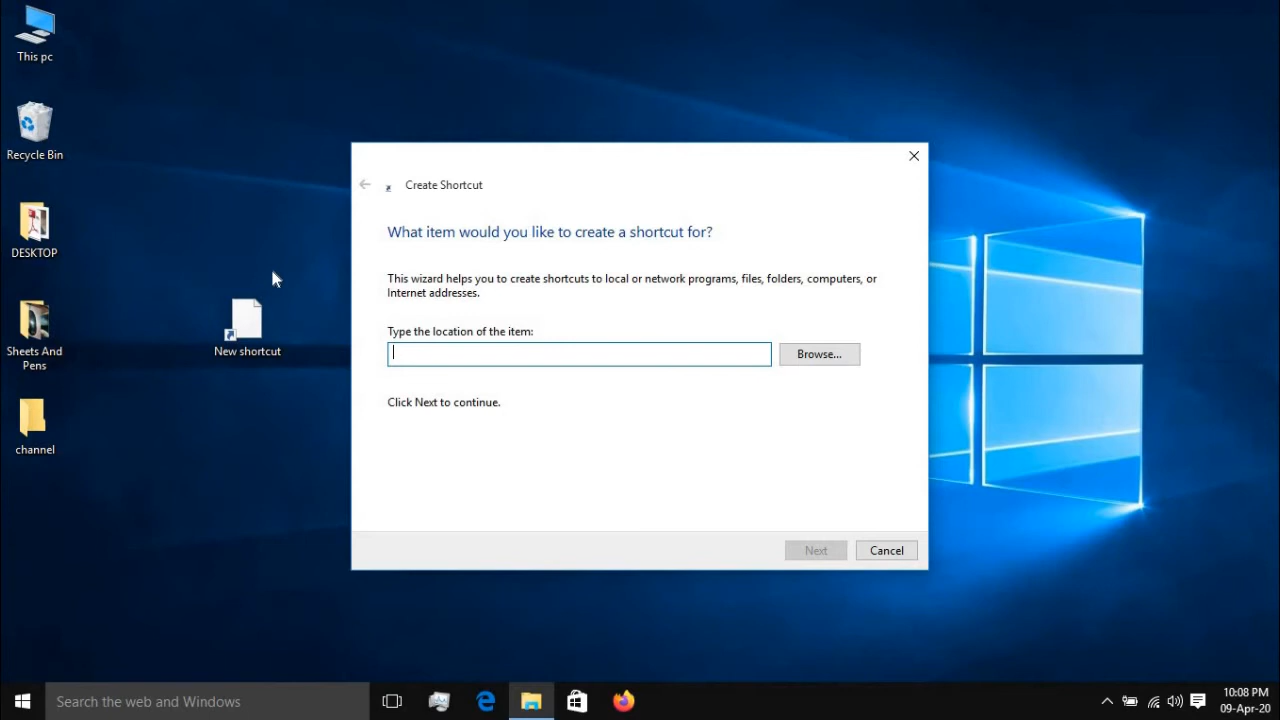 This pc
Recycle Bin
DESKTOP
Sheets And
Pens
channel
New shortcut
Create Shortcut
What item would you like to create a shortcut for?
This wizard helps you to create shortcuts to local or network programs, files, folders, computers, or
Internet addresses.
Type the location of the item:
Browse...
Click Next to continue.
Next
Cancel
Search the web and Windows
10:08 PM
09-Apr-20